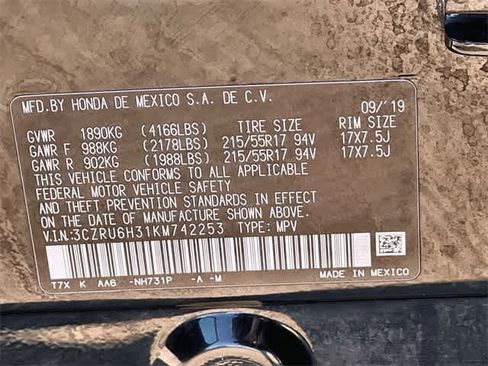 MFD.BY HONDA DE MEXICO S.A. DE C.V. 09/'19
GVWR 1890KG (4166LBS) TIRE SIZE RIM SIZE
GAWR F 988KG (2178LBS) 215/55R17 94V 17X7.5J
GAWR R 902KG (1988LBS) 215/55R17 94V 17X7.5J
THIS VEHICLE CONFORMS TO ALL APPLICABLE
FEDERAL MOTOR VEHICLE SAFETY
AND THEFT PREVENTION STANDARDS IN EFFECT
ON THE DATE OF MANUFACTURE SHOWN ABOVE.
V.I.N:3CZRU6H31KM742253 TYPE: MPV
T7X K AA6 -NH731P -A -M MADE IN MEXICO